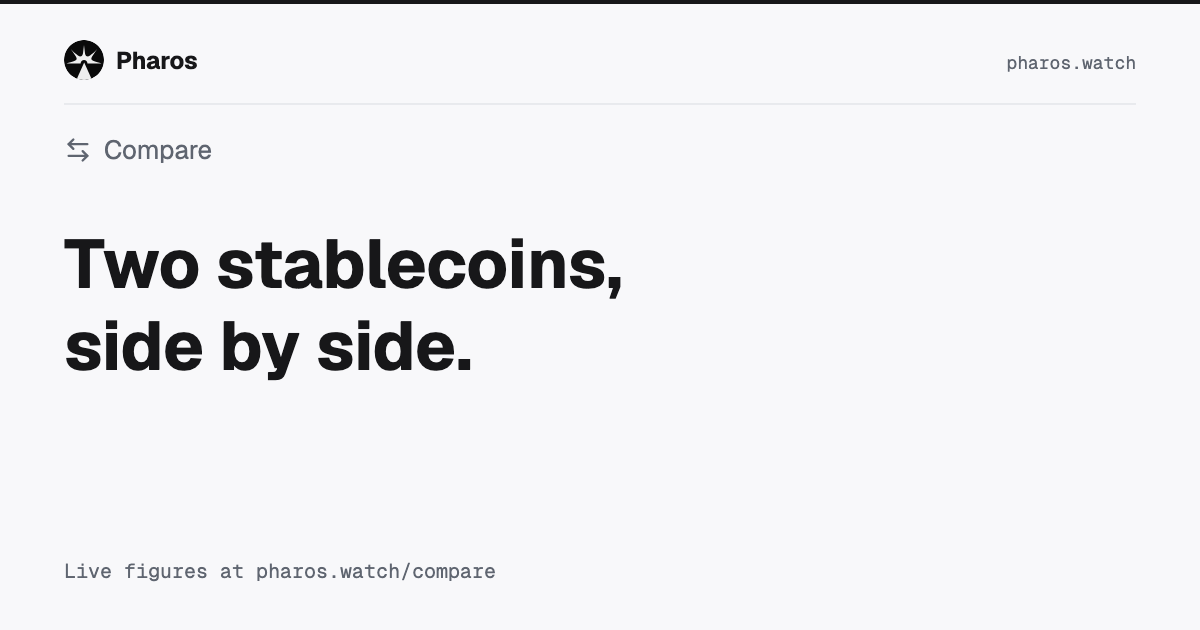 Pharos
pharos.watch
Compare
Two stablecoins,
side by side.
Live figures at pharos.watch/compare